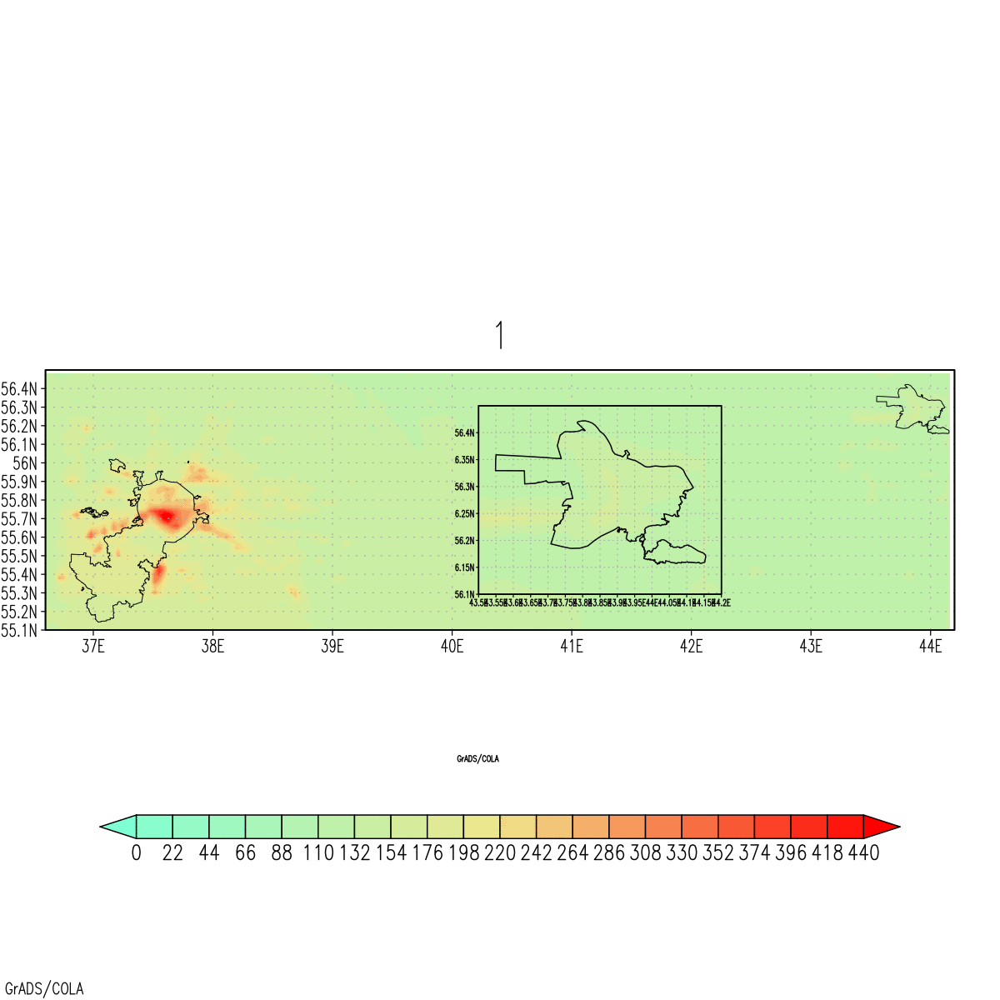 1
56.4N
56.3N
56.2N
56.1N
56N
55.9N
55.8N
55.7N
55.6N
55.5N
55.4N
55.3N
55.2N
55.1N
37E 38E 39E 40E 41E 42E 43E 44E
56.4N
6.35N
56.3N
6.25N
56.2N
6.15N
56.1N
GrADS/COLA
0 22 44 66 88 110 132 154 176 198 220 242 264 286 308 330 352 374 396 418 440
GrADS/COLA